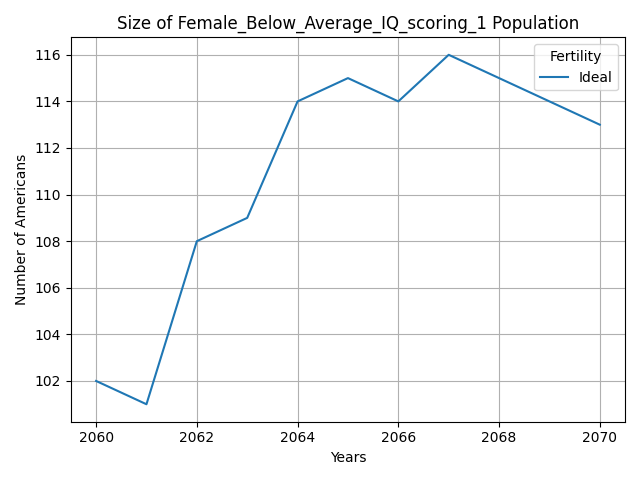 Size of Female_Below_Average_IQ_scoring_1 Population
Fertility
Ideal
116
114
112
110
108
106
104
102
Number of Americans
2060
2062
2064
2066
2068
2070
Years